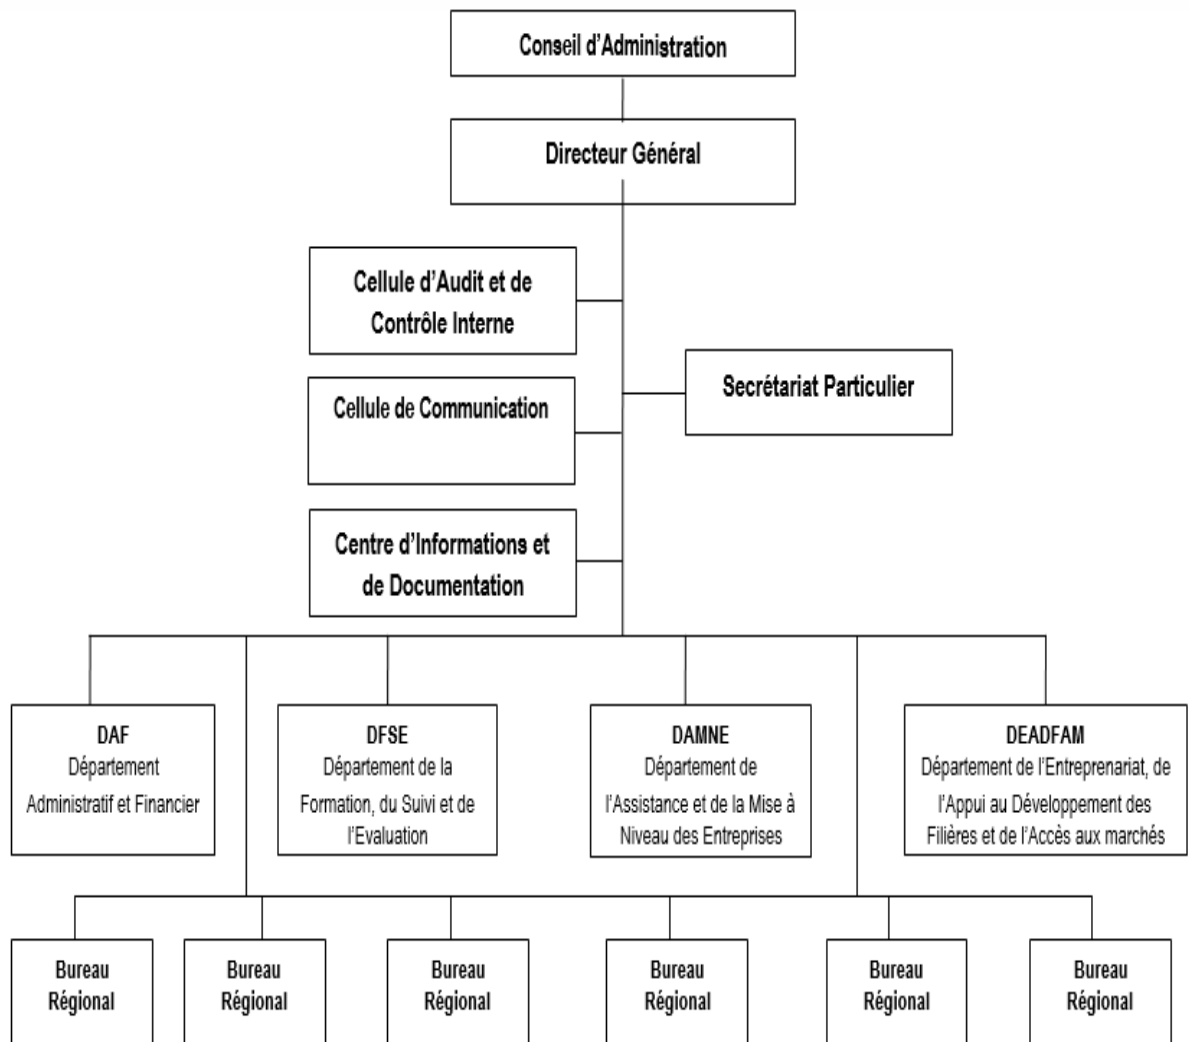 Conseil d'Administration
Directeur Général
Cellule d'Audit et de
Contrôle Interne
Secrétariat Particulier
Cellule de Communication
Centre d'Informations et
de Documentation
DAF
Département
Administratif et Financier
DFSE
Département de la
Formation, du Suivi et de
l'Evaluation
DAMNE
Département de
l'Assistance et de la Mise à
Niveau des Entreprises
DEADFAM
Département de l'Entreprenariat, de
l'Appui au Développement des
Filières et de l'Accès aux marchés
Bureau
Régional
Bureau
Régional
Bureau
Régional
Bureau
Régional
Bureau
Régional
Bureau
Régional